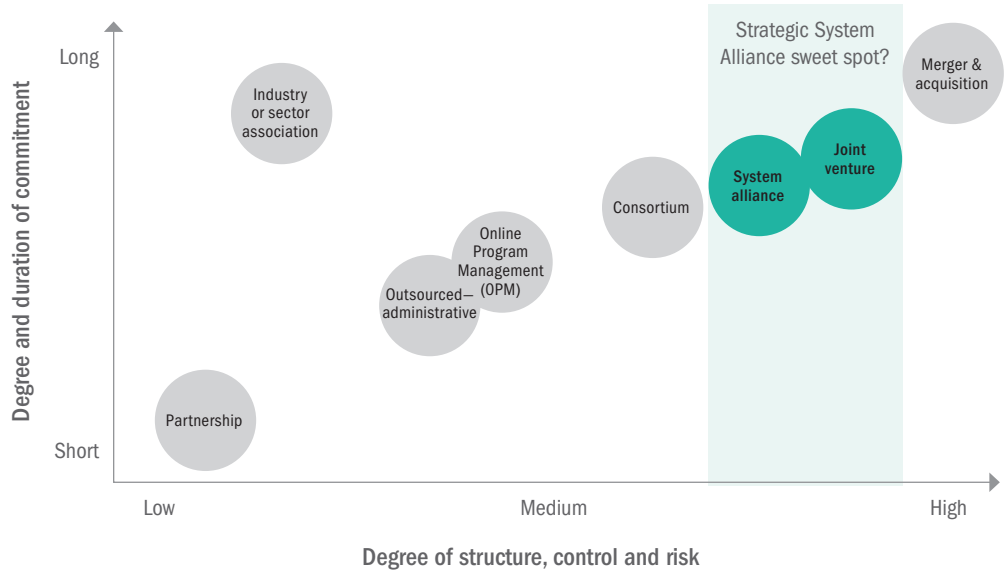 Strategic System
Alliance sweet spot?
Long
Merger &
acquisition
Industry
or sector
association
Joint
venture
System
alliance
Consortium
Online
Program
Management
(OPM)
Outsourced—
administrative
Partnership
Short
Degree and duration of commitment
Low
Medium
High
Degree of structure, control and risk